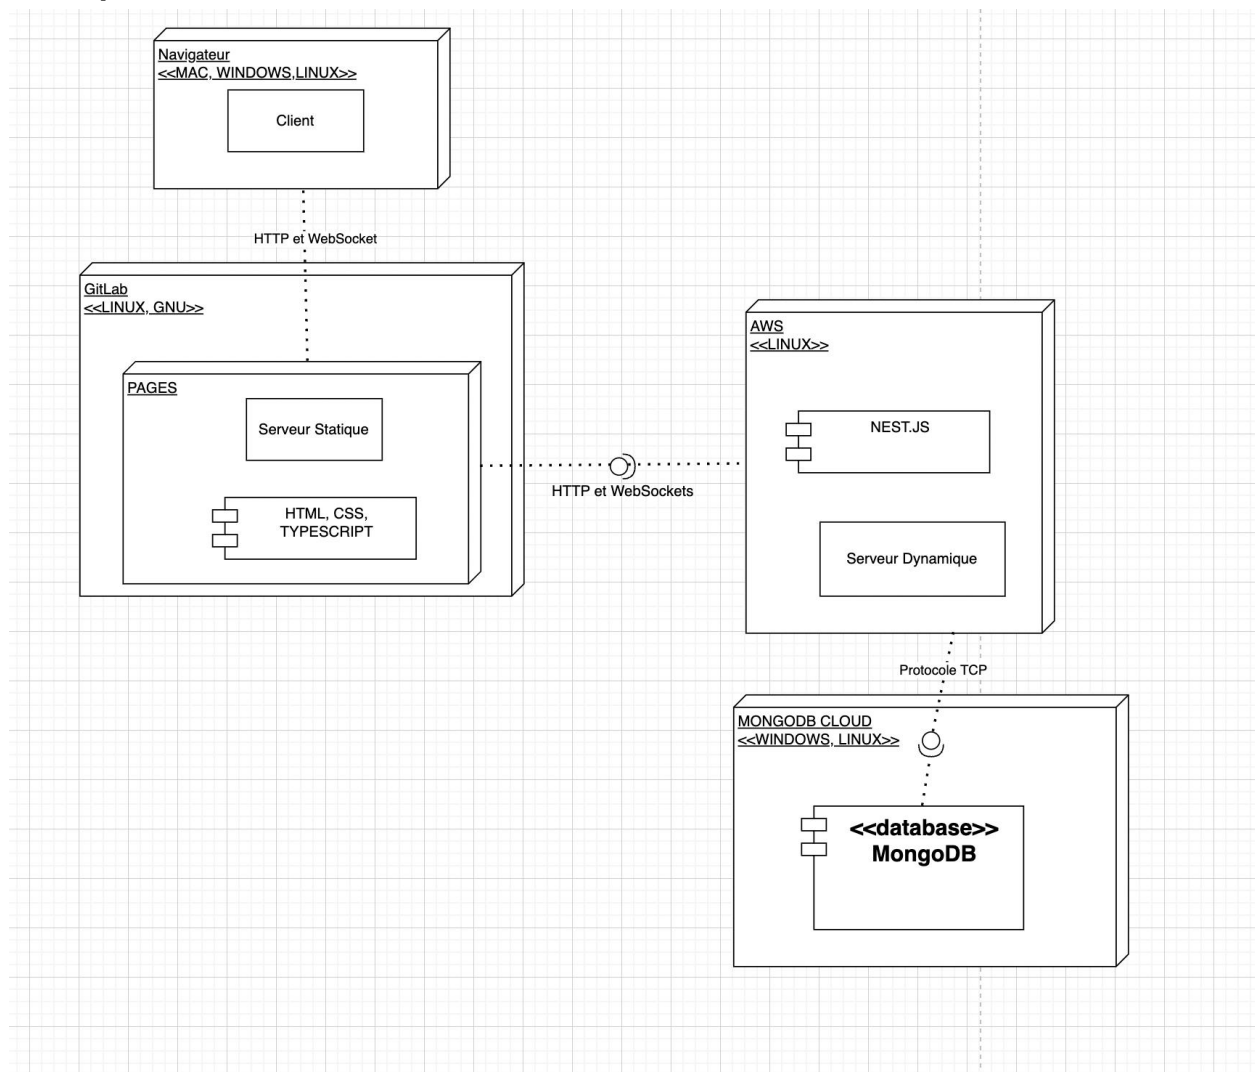 Navigateur
<<MAC, WINDOWS,LINUX>>
Client
HTTP et WebSocket
GitLab
<<LINUX, GNU>>
PAGES
Serveur Statique
HTML, CSS,
TYPESCRIPT
HTTP et WebSockets
AWS
<<LINUX>>
NEST.JS
Serveur Dynamique
Protocole TCP
MONGODB CLOUD
<<WINDOWS, LINUX>>
<<database>>
MongoDB